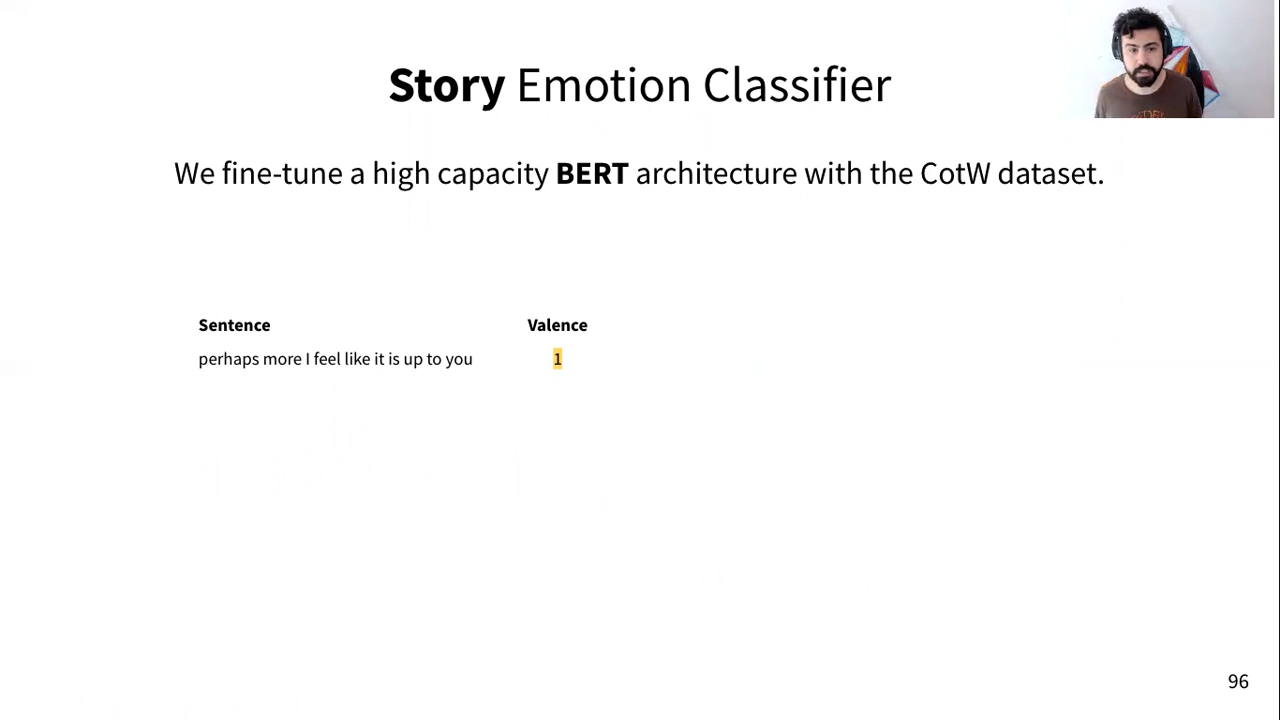 Story Emotion Classifier
We fine-tune a high capacity BERT architecture with the CotW dataset.
Sentence Valence
perhaps more I feel like it is up to you 1
96